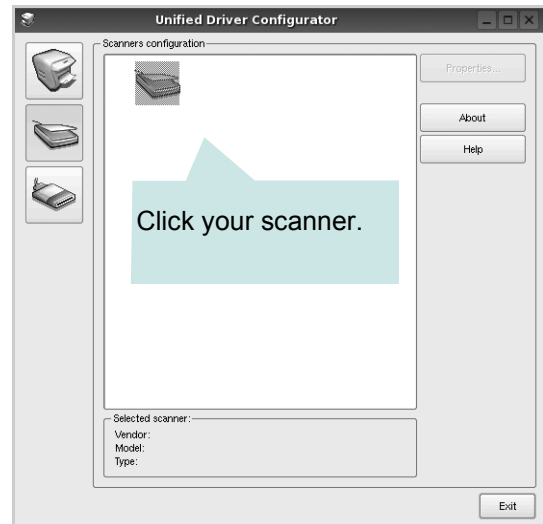 Unified Driver Configurator
Scanners configuration
Properties...
About
Help
Click your scanner.
Selected scanner:
Vendor:
Model:
Type:
Exit